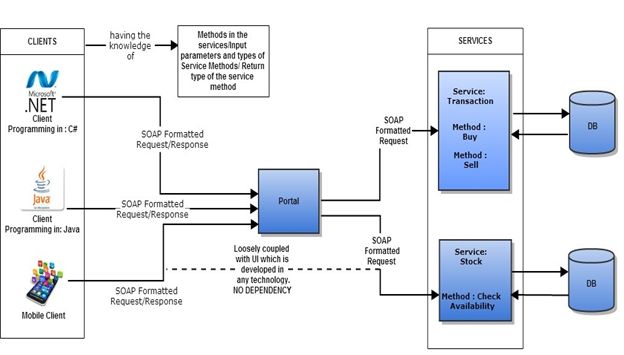 CLIENTS
having the
knowledge
of
Methods in the
services/Input
parameters and types of
Service Methods/ Return
type of the service
method
SERVICES
Microsoft
.NET
Client
Programming in : C#
SOAP Formatted
Request/Response
Java
Client
Programming in: Java
SOAP Formatted
Request/Response
Mobile Client
SOAP Formatted
Request/Response
Portal
Loosely coupled
with UI which is
developed in
any technology.
NO DEPENDENCY
SOAP
Formatted
Request
SOAP
Formatted
Request
Service:
Transaction
Method :
Buy
Method :
Sell
DB
Service:
Stock
Method : Check
Availability
DB